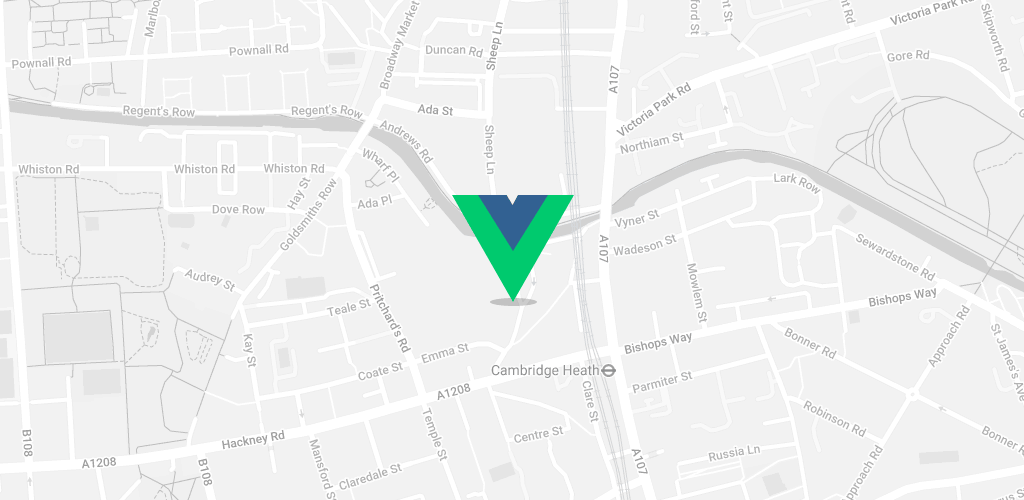 Marlbo
Broadway Market
Sheep Ln
ford St
nt Rd
Victoria Park Rd
Skipworth Rd
Pownall Rd
Pownall Rd
Duncan Rd
A107
Gore Rd
Regent's Row
Regent's Row
Ada St
Victoria Park Rd
Andrews Rd
Sheep Ln
Northiam St
Whiston Rd
Whiston Rd
Whiston Rd
Wharf Pl
Lark Row
Hay St
Ada Pl
Dove Row
Goldsmiths Row
Vyner St
A107
Wadeson St
Sewardstone Rd
Audrey St
Mowlem St
Teale St
Pritchard's Rd
Bishops Way
Bishops Way
Approach Rd
Kay St
Emma St
Bonner Rd
St James's Ave
Coate St
Cambridge Heath
Parmiter St
A1208
Clare St
Robinson Rd
B108
Hackney Rd
Temple St
Centre St
Bonner Ro
A1208
B108
Mansford St
Claredale St
A107
Russia Ln
pproach Rd